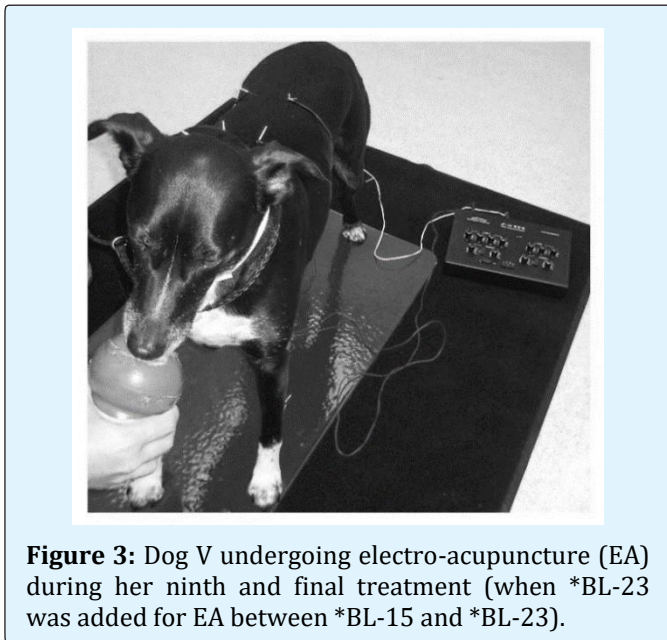 Figure 3: Dog V undergoing electro-acupuncture (EA)
during her ninth and final treatment (when *BL-23
was added for EA between *BL-15 and *BL-23).